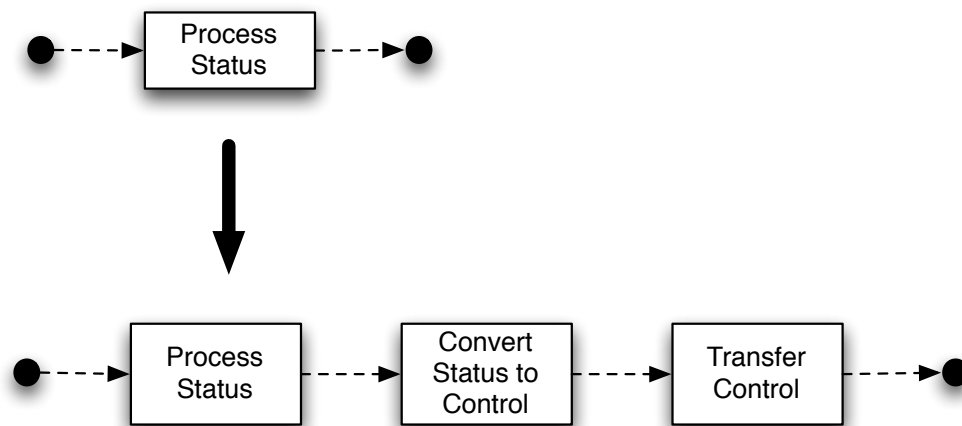 Process
Status
Process
Status
Convert
Status to
Control
Transfer
Control